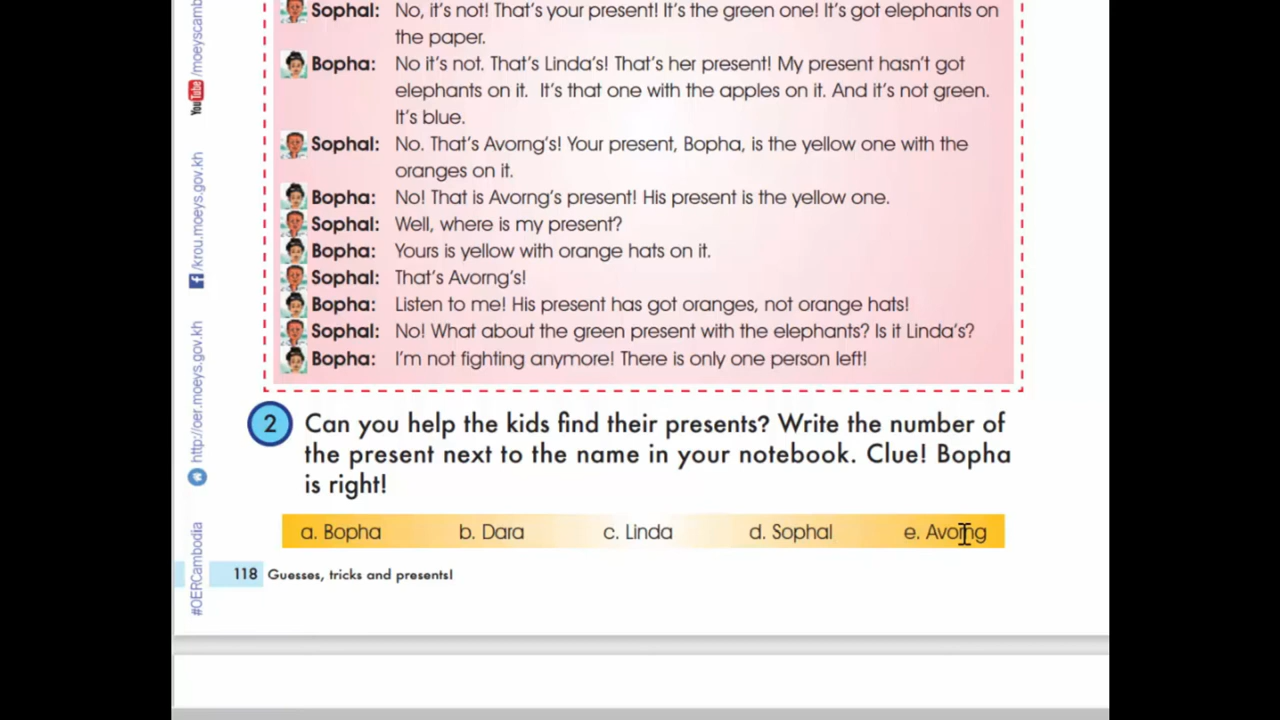 Sophal: No, it's not! That's your present! It's the green one! It's got elephants on
the paper.
Bopha: No it's not. That's Linda's! That's her present! My present hasn't got
elephants on it. It's that one with the apples on it. And it's not green.
It's blue.
Sophal: No. That's Avorng's! Your present, Bopha, is the yellow one with the
oranges on it.
Bopha: No! That is Avorng's present! His present is the yellow one.
Sophal: Well, where is my present?
Bopha: Yours is yellow with orange hats on it.
Sophal: That's Avorng's!
Bopha: Listen to me! His present has got oranges, not orange hats!
Sophal: No! What about the green present with the elephants? Is it Linda's?
Bopha: I'm not fighting anymore! There is only one person left!
2 Can you help the kids find their presents? Write the number of
the present next to the name in your notebook. Clue! Bopha
is right!
a. Bopha b. Dara c. Linda d. Sophal e. Avorng
118 Guesses, tricks and presents!
#OERCambodia
http://oer.moeys.gov.kh
f /krou.moeys.gov.kh
YouTube /moeyscamb